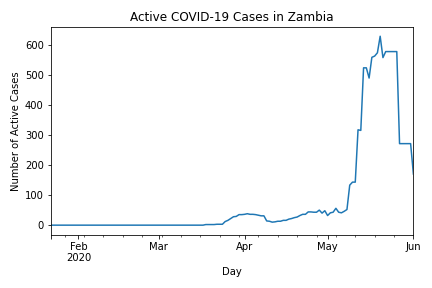 Active COVID-19 Cases in Zambia
600
500
400
300
200
100
0
Number of Active Cases
Feb
2020
Mar
Apr
May
Jun
Day